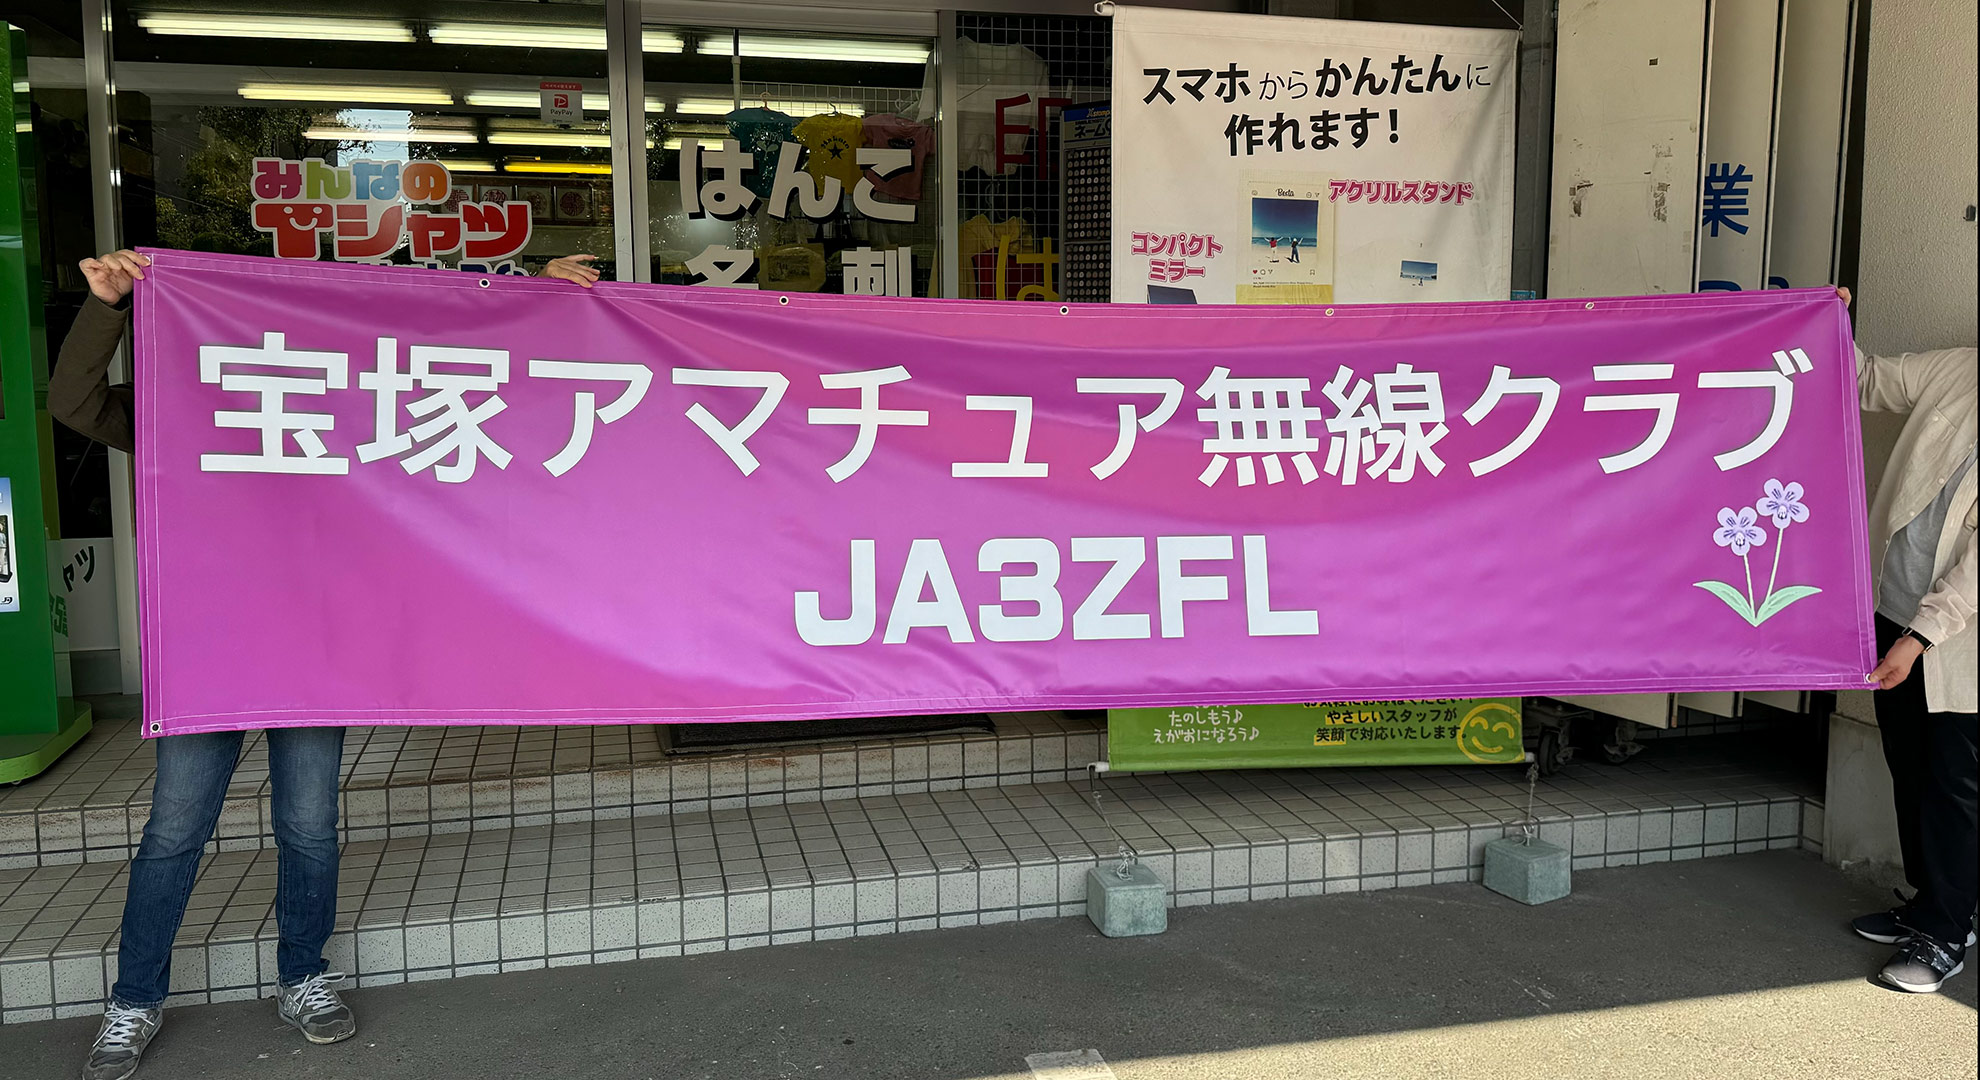 スマホからかんたんに
作れます!
アクリルスタンド
コンパクト
ミラー
PayPay
みんなの
Tシャツ
はんこ
名 刺
印
は
業
宝塚アマチュア無線クラブ
JA3ZFL
たのしもう♪
えがおになろう♪
やさしいスタッフが
笑顔で対応いたします。